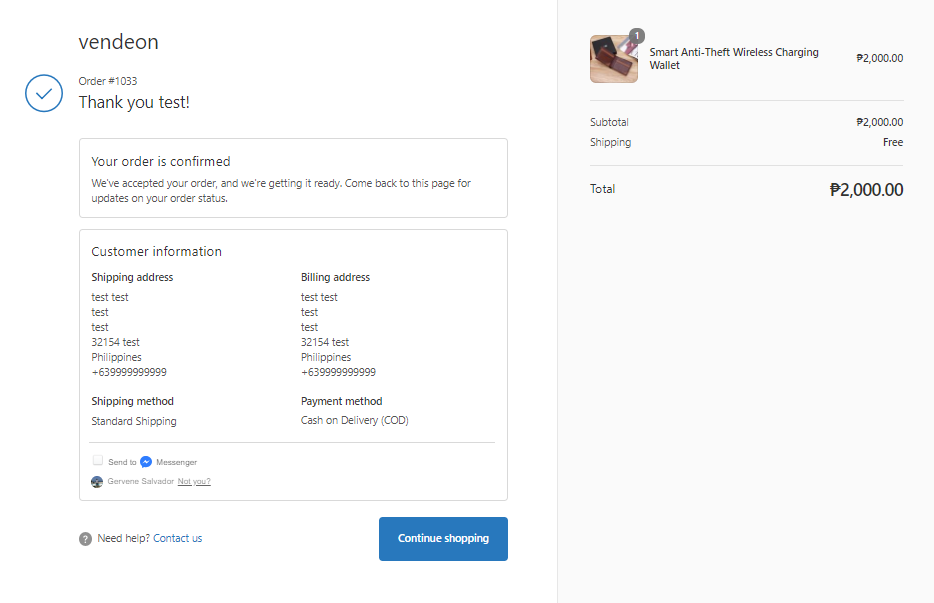 vendeon
Order #1033
Thank you test!
Your order is confirmed
We've accepted your order, and we're getting it ready. Come back to this page for
updates on your order status.
Customer information
Shipping address
test test
test
test
32154 test
Philippines
+639999999999
Billing address
test test
test
test
32154 test
Philippines
+639999999999
Shipping method
Standard Shipping
Payment method
Cash on Delivery (COD)
Send to Messenger
Gervene Salvador Not you?
? Need help? Contact us
Continue shopping
1
Smart Anti-Theft Wireless Charging
Wallet
₱2,000.00
Subtotal ₱2,000.00
Shipping Free
Total ₱2,000.00